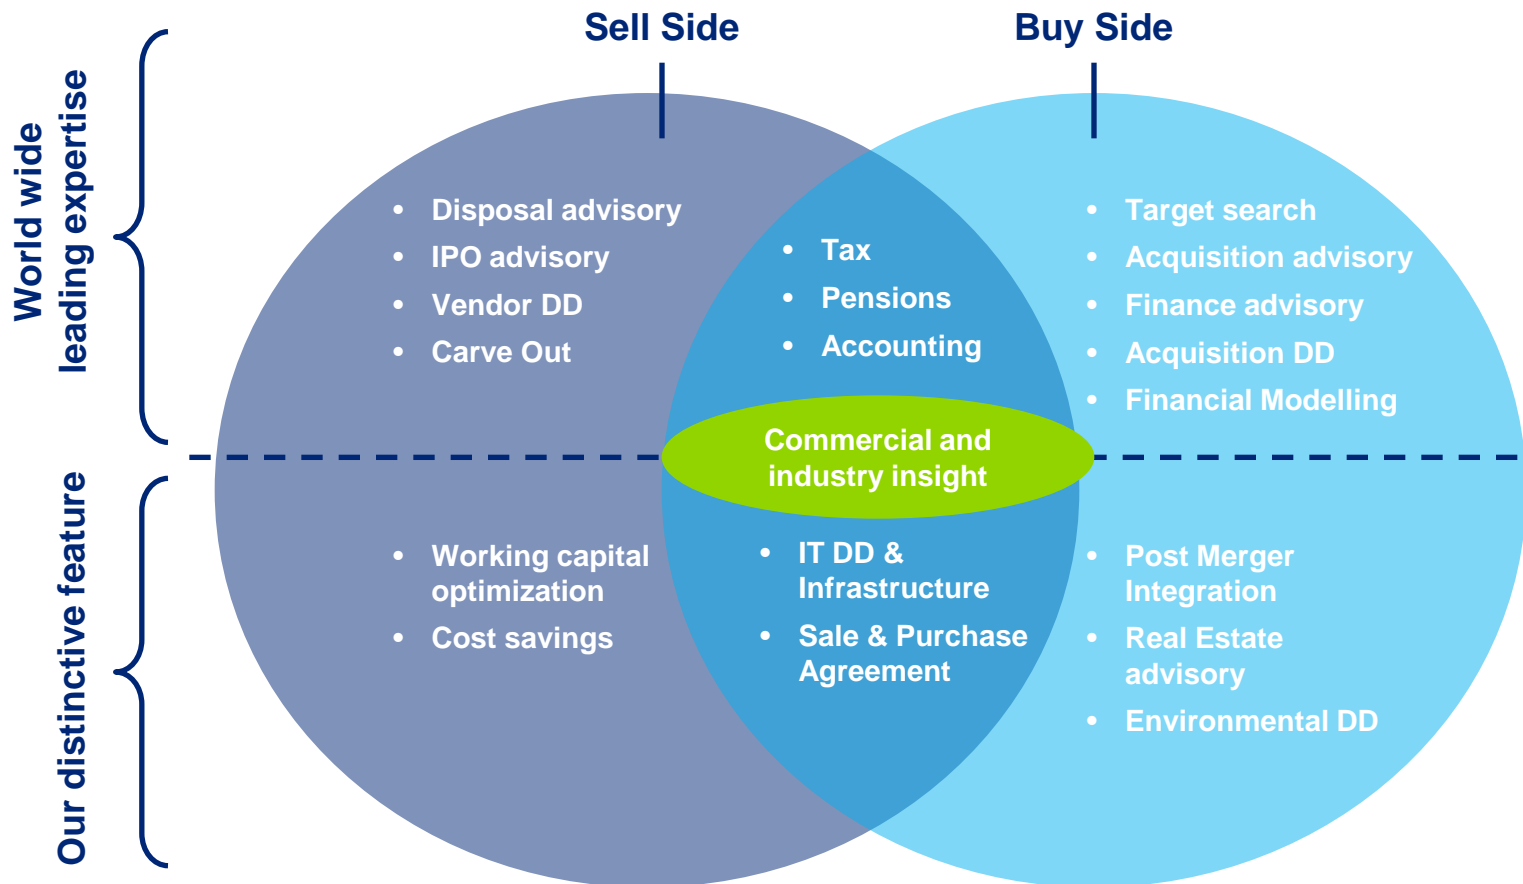 Sell Side
Buy Side
World wide
leading expertise
• Disposal advisory
• IPO advisory
• Vendor DD
• Carve Out
• Tax
• Pensions
• Accounting
• Target search
• Acquisition advisory
• Finance advisory
• Acquisition DD
• Financial Modelling
Commercial and
industry insight
Our distinctive feature
• Working capital
optimization
• Cost savings
• IT DD &
Infrastructure
• Sale & Purchase
Agreement
• Post Merger
Integration
• Real Estate
advisory
• Environmental DD